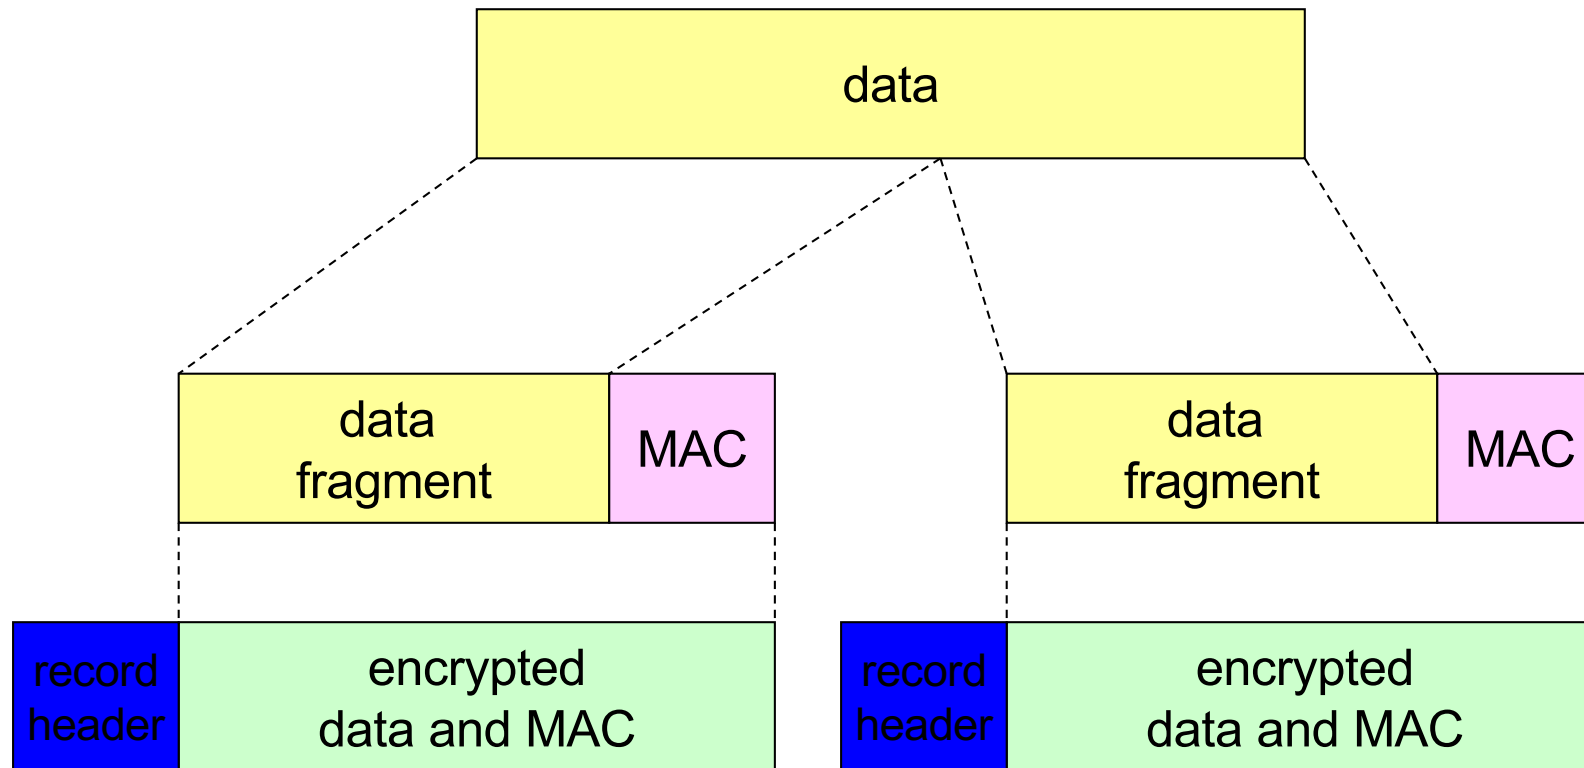 data
data
fragment
MAC
data
fragment
MAC
record
header
encrypted
data and MAC
record
header
encrypted
data and MAC